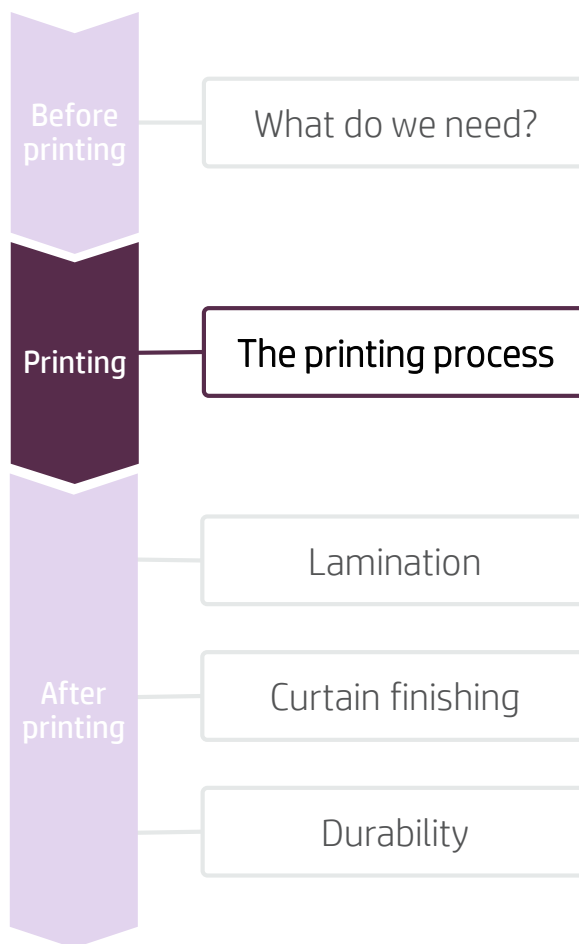 Before
printing
What do we need?
Printing
The printing process
Lamination
After
printing
Curtain finishing
Durability